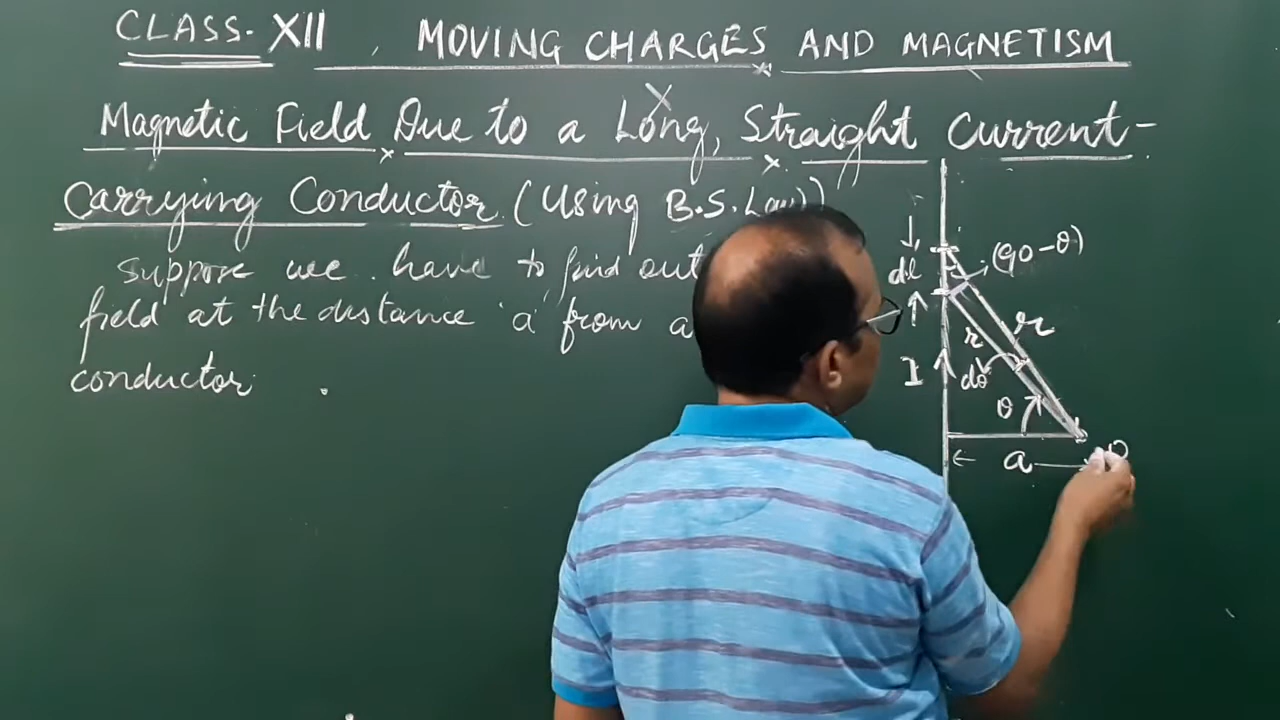 CLASS- XII , MOVING CHARGES AND MAGNETISM
Magnetic Field Due to a Long, Straight Current-
Carrying Conductor (Using B.S. Law)
suppose we have to find out
field at the distance 'a' from a
conductor .
dl
(90-θ)
r
r
I
dθ
θ
a
P